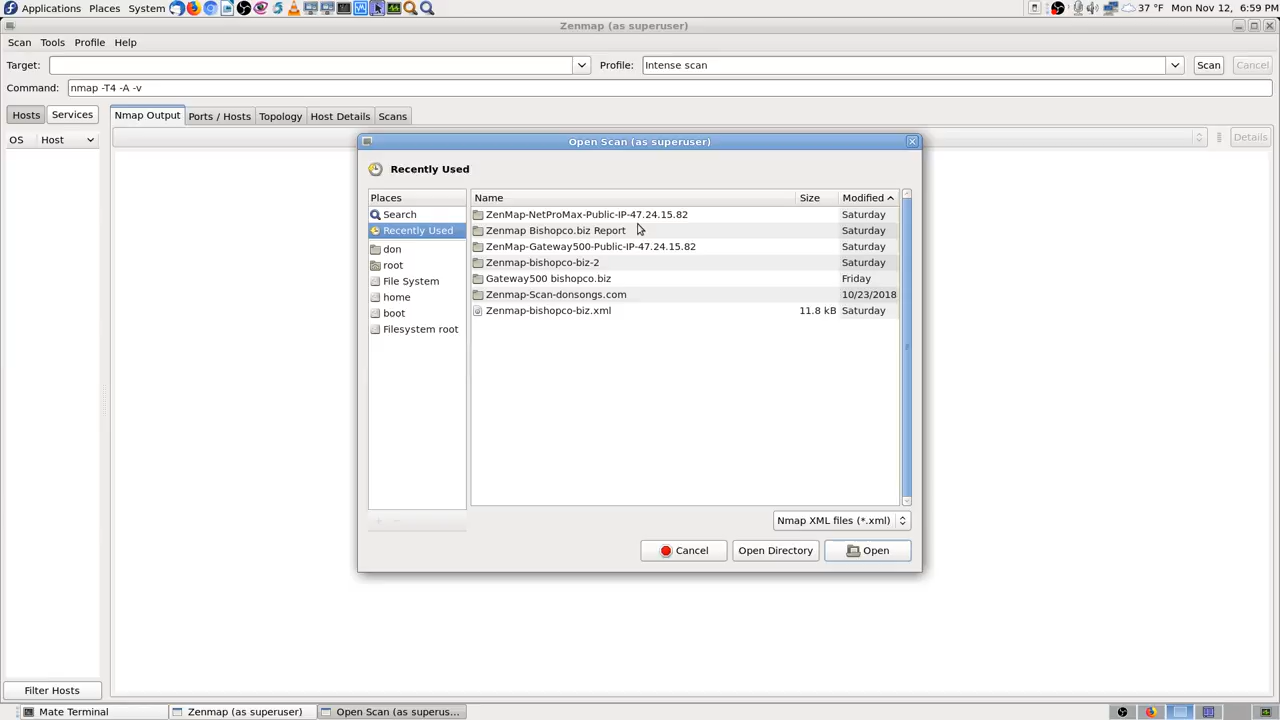 Applications Places System 37 °F Mon Nov 12, 6:59 PM
Zenmap (as superuser)
Scan Tools Profile Help
Target: Profile: Intense scan Scan Cancel
Command: nmap -T4 -A -v
Hosts Services Nmap Output Ports / Hosts Topology Host Details Scans
OS Host Details
Open Scan (as superuser)
Recently Used
Places Name Size Modified
Search ZenMap-NetProMax-Public-IP-47.24.15.82 Saturday
Recently Used Zenmap Bishopco.biz Report Saturday
don ZenMap-Gateway500-Public-IP-47.24.15.82 Saturday
root Zenmap-bishopco-biz-2 Saturday
File System Gateway500 bishopco.biz Friday
home Zenmap-Scan-donsongs.com 10/23/2018
boot Zenmap-bishopco-biz.xml 11.8 kB Saturday
Filesystem root
Nmap XML files (*.xml)
Cancel Open Directory Open
Filter Hosts
Mate Terminal Zenmap (as superuser) Open Scan (as superus...